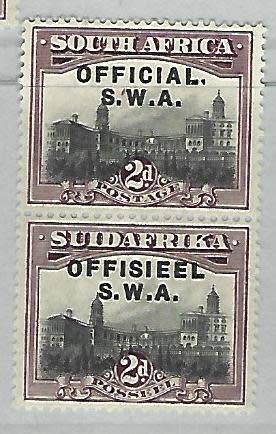 SOUTH AFRICA
OFFICIAL.
S.W.A.
2d
POSTAGE
SUIDAFRIKA
OFFISIEEL
S.W.A.
2d
POSSEEL